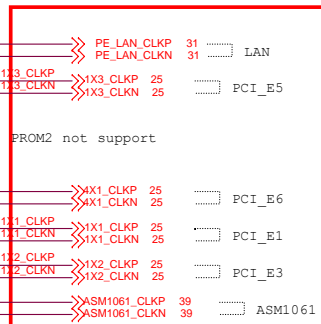 PE_LAN_CLKP 31
PE_LAN_CLKN 31
LAN
1X3_CLKP 1X3_CLKP 25
1X3_CLKN 1X3_CLKN 25
PCI_E5
PROM2 not support
4X1_CLKP 25
4X1_CLKN 25
PCI_E6
1X1_CLKP 1X1_CLKP 25
1X1_CLKN 1X1_CLKN 25
PCI_E1
1X2_CLKP 1X2_CLKP 25
1X2_CLKN 1X2_CLKN 25
PCI_E3
ASM1061_CLKP 39
ASM1061_CLKN 39
ASM1061